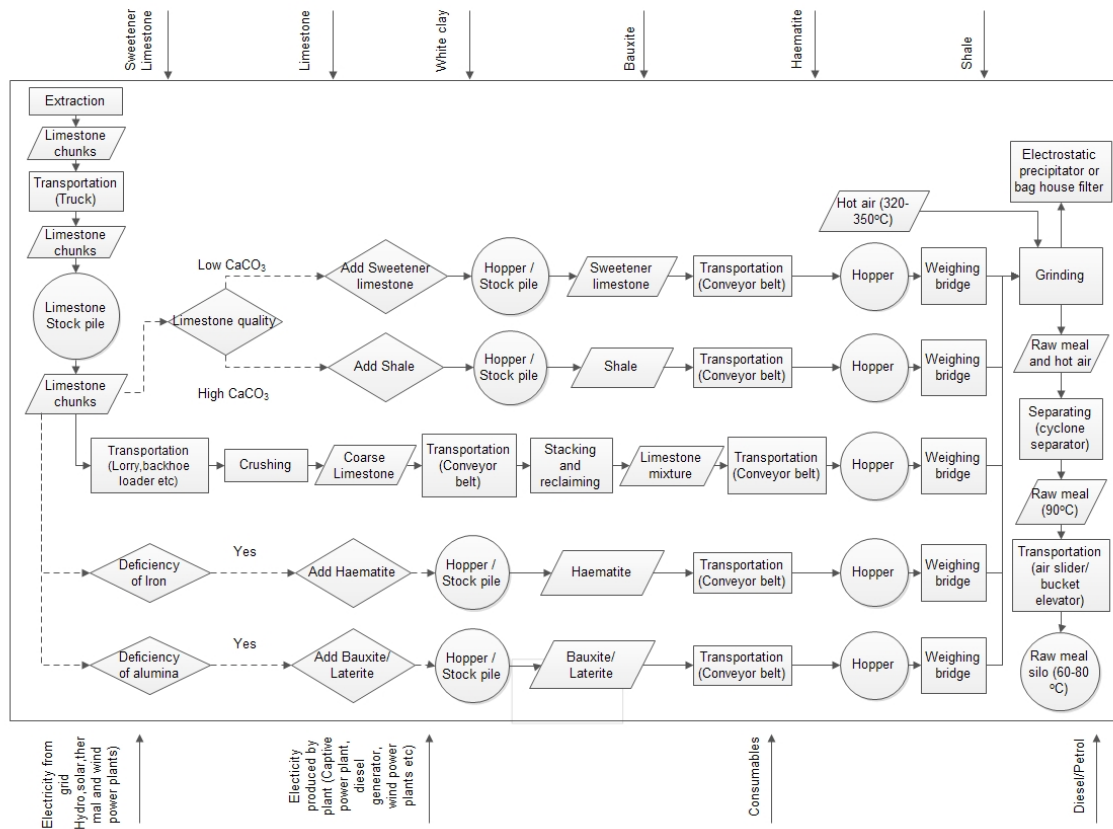 Sweetener
Limestone
Limestone
White clay
Bauxite
Haematite
Shale
Extraction
Limestone
chunks
Transportation
(Truck)
Limestone
chunks
Limestone
Stock pile
Limestone
chunks
Low CaCO₃
Limestone quality
High CaCO₃
Add Sweetener
limestone
Hopper /
Stock pile
Sweetener
limestone
Transportation
(Conveyor belt)
Hopper
Weighing
bridge
Add Shale
Hopper /
Stock pile
Shale
Transportation
(Conveyor belt)
Hopper
Weighing
bridge
Transportation
(Lorry,backhoe
loader etc)
Crushing
Coarse
Limestone
Transportation
(Conveyor
belt)
Stacking
and
reclaiming
Limestone
mixture
Transportation
(Conveyor belt)
Hopper
Weighing
bridge
Deficiency
of Iron
Yes
Add Haematite
Hopper /
Stock pile
Haematite
Transportation
(Conveyor belt)
Hopper
Weighing
bridge
Deficiency
of alumina
Yes
Add Bauxite/
Laterite
Hopper /
Stock pile
Bauxite/
Laterite
Transportation
(Conveyor belt)
Hopper
Weighing
bridge
Hot air (320-
350ºC)
Electrostatic
precipitator or
bag house filter
Grinding
Raw meal
and hot air
Separating
(cyclone
separator)
Raw meal
(90ºC)
Transportation
(air slider/
bucket
elevator)
Raw meal
silo (60-80
ºC)
Electricity from
grid
Hydro,solar,ther
mal and wind
power plants)
Electicity
produced by
plant (Captive
power plant,
diesel
generator,
wind power
plants etc)
Consumables
Diesel/Petrol